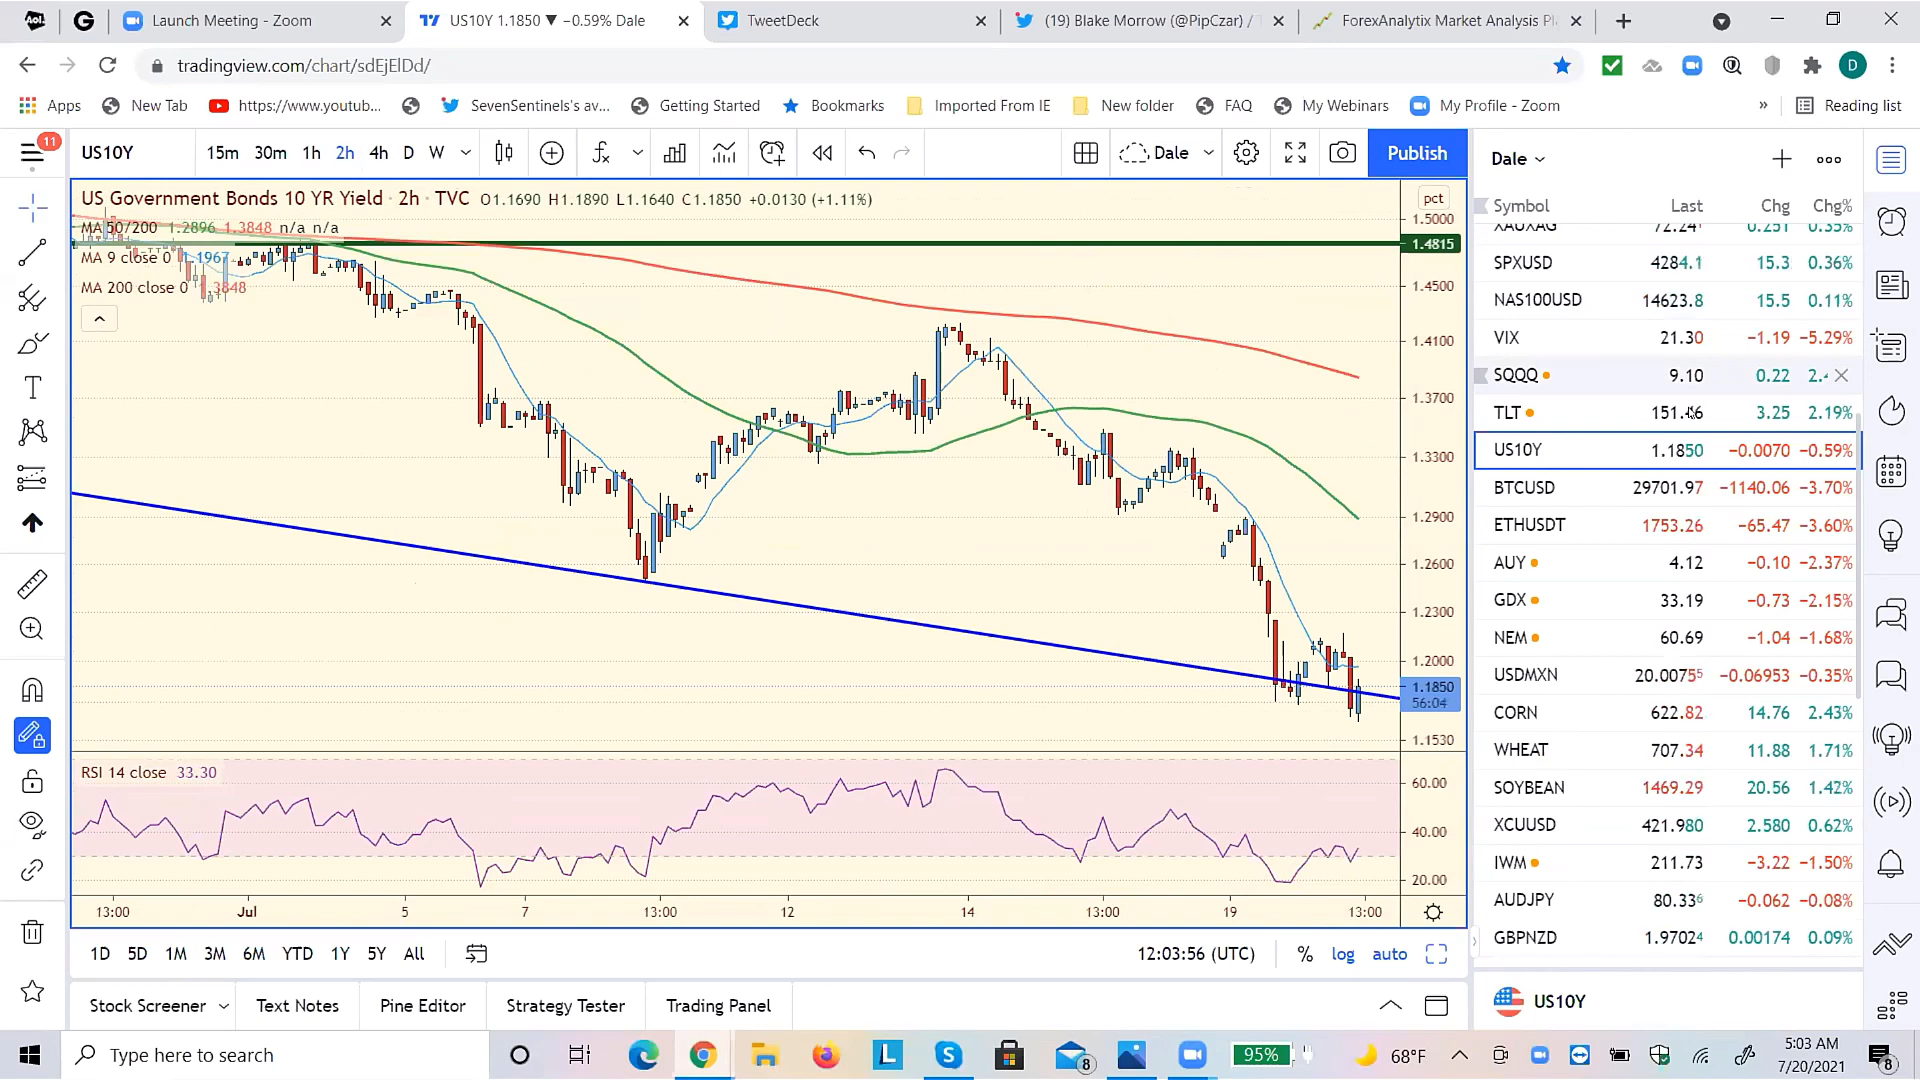 Aol.
G
Launch Meeting - Zoom
US10Y 1.1850 ▼ −0.59% Dale
TweetDeck
(19) Blake Morrow (@PipCzar) / T
ForexAnalytix Market Analysis Pl
tradingview.com/chart/sdEjElDd/
D
Apps
New Tab
https://www.youtub...
SevenSentinels's av...
Getting Started
Bookmarks
Imported From IE
New folder
FAQ
My Webinars
My Profile - Zoom
»
Reading list
11
US10Y
15m 30m 1h 2h 4h D W
Dale
Publish
US Government Bonds 10 YR Yield · 2h · TVC O1.1690 H1.1890 L1.1640 C1.1850 +0.0130 (+1.11%)
MA 50/200 1.2896 1.3848 n/a n/a
MA 9 close 0 1.1967
MA 200 close 0 1.3848
pct
1.5000
1.4815
1.4500
1.4100
1.3700
1.3300
1.2900
1.2600
1.2300
1.2000
1.1850
56:04
1.1530
RSI 14 close 33.30
60.00
40.00
20.00
13:00 Jul 5 7 13:00 12 14 13:00 19 13:00
1D 5D 1M 3M 6M YTD 1Y 5Y All
12:03:56 (UTC) % log auto
Stock Screener Text Notes Pine Editor Strategy Tester Trading Panel
Dale
Symbol Last Chg Chg%
XAUXAG 72.241 0.251 0.35%
SPXUSD 4284.1 15.3 0.36%
NAS100USD 14623.8 15.5 0.11%
VIX 21.30 −1.19 −5.29%
SQQQ 9.10 0.22
TLT 151.46 3.25 2.19%
US10Y 1.1850 −0.0070 −0.59%
BTCUSD 29701.97 −1140.06 −3.70%
ETHUSDT 1753.26 −65.47 −3.60%
AUY 4.12 −0.10 −2.37%
GDX 33.19 −0.73 −2.15%
NEM 60.69 −1.04 −1.68%
USDMXN 20.00755 −0.06953 −0.35%
CORN 622.82 14.76 2.43%
WHEAT 707.34 11.88 1.71%
SOYBEAN 1469.29 20.56 1.42%
XCUUSD 421.980 2.580 0.62%
IWM 211.73 −3.22 −1.50%
AUDJPY 80.336 −0.062 −0.08%
GBPNZD 1.97024 0.00174 0.09%
US10Y
Type here to search
L
S
8
95%
68°F
5:03 AM
7/20/2021
8